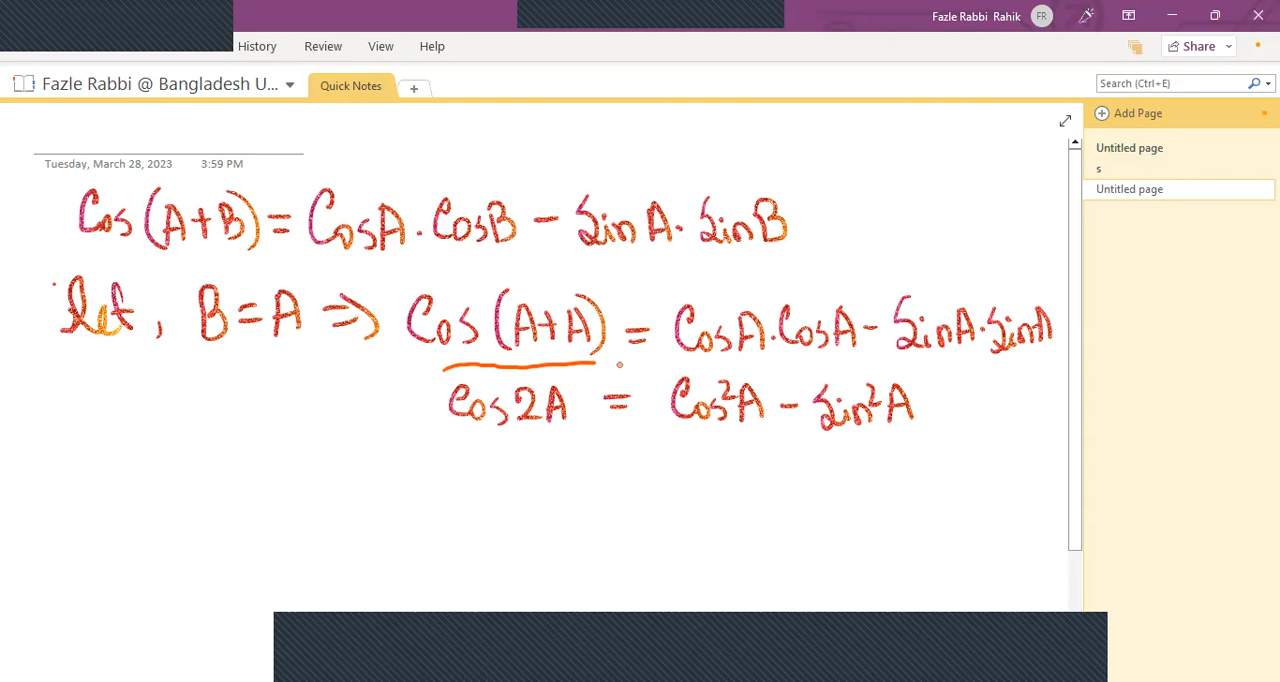 Fazle Rabbi Rahik FR
History Review View Help Share
Fazle Rabbi @ Bangladesh U... Quick Notes + Search (Ctrl+E)
Add Page
Untitled page
s
Untitled page
Tuesday, March 28, 2023 3:59 PM
Cos(A+B) = CosA. CosB - SinA. SinB
let, B=A ⇒ Cos(A+A) = CosA.CosA - SinA.SinA
Cos2A = Cos²A - Sin²A